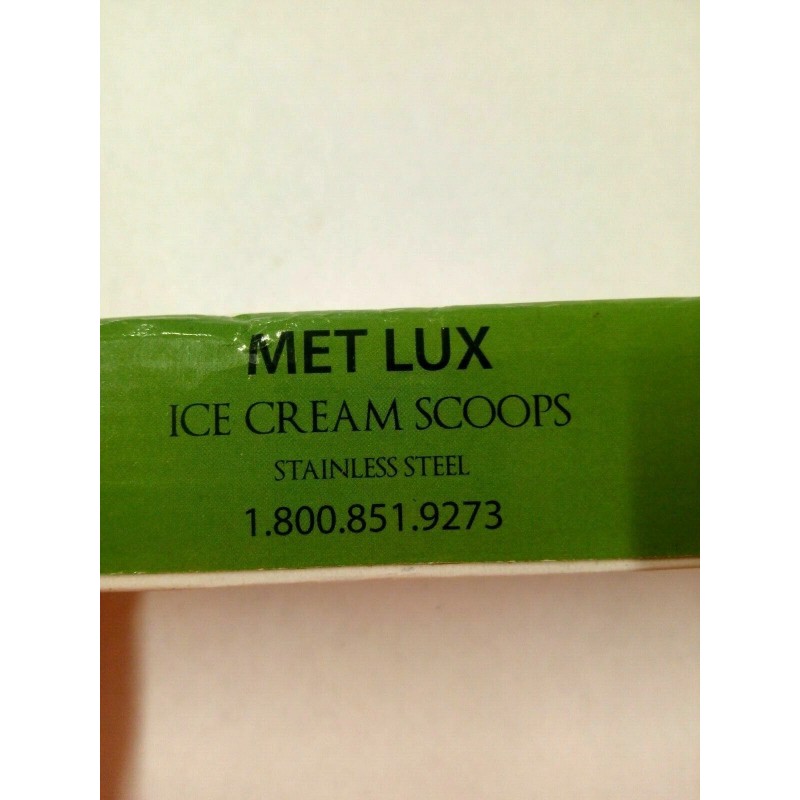 MET LUX
ICE CREAM SCOOPS
STAINLESS STEEL
1.800.851.9273